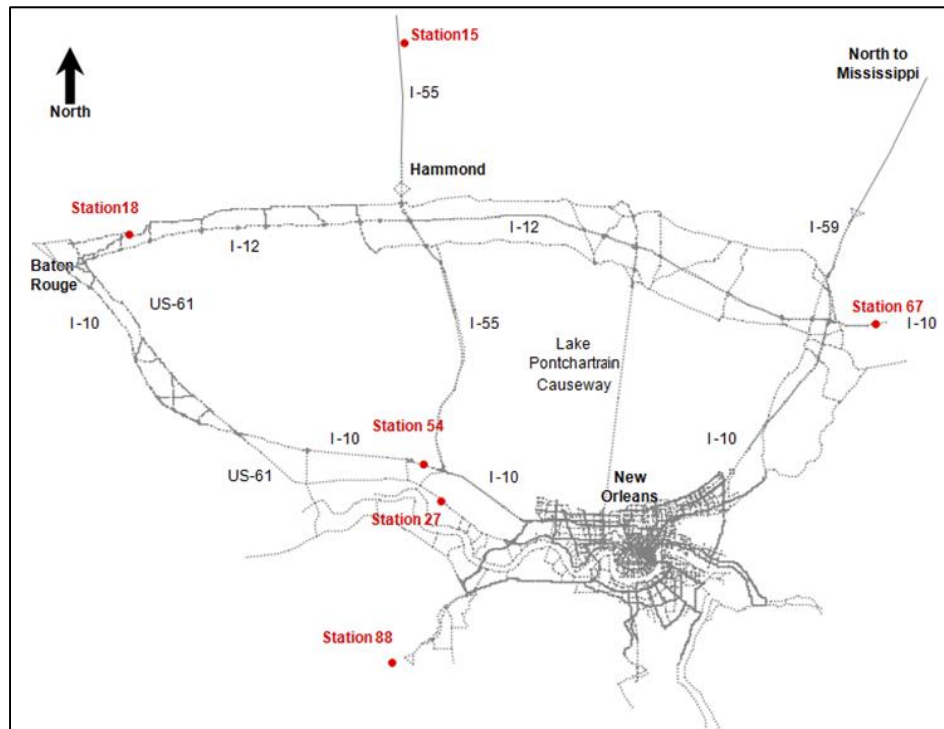 Station15
North to
Mississippi
North
I-55
Hammond
Station18
I-12
I-12
I-59
Baton
Rouge
US-61
Station 67
I-10
I-55
I-10
Lake
Pontchartrain
Causeway
Station 54
I-10
I-10
US-61
I-10
New
Orleans
Station 27
Station 88